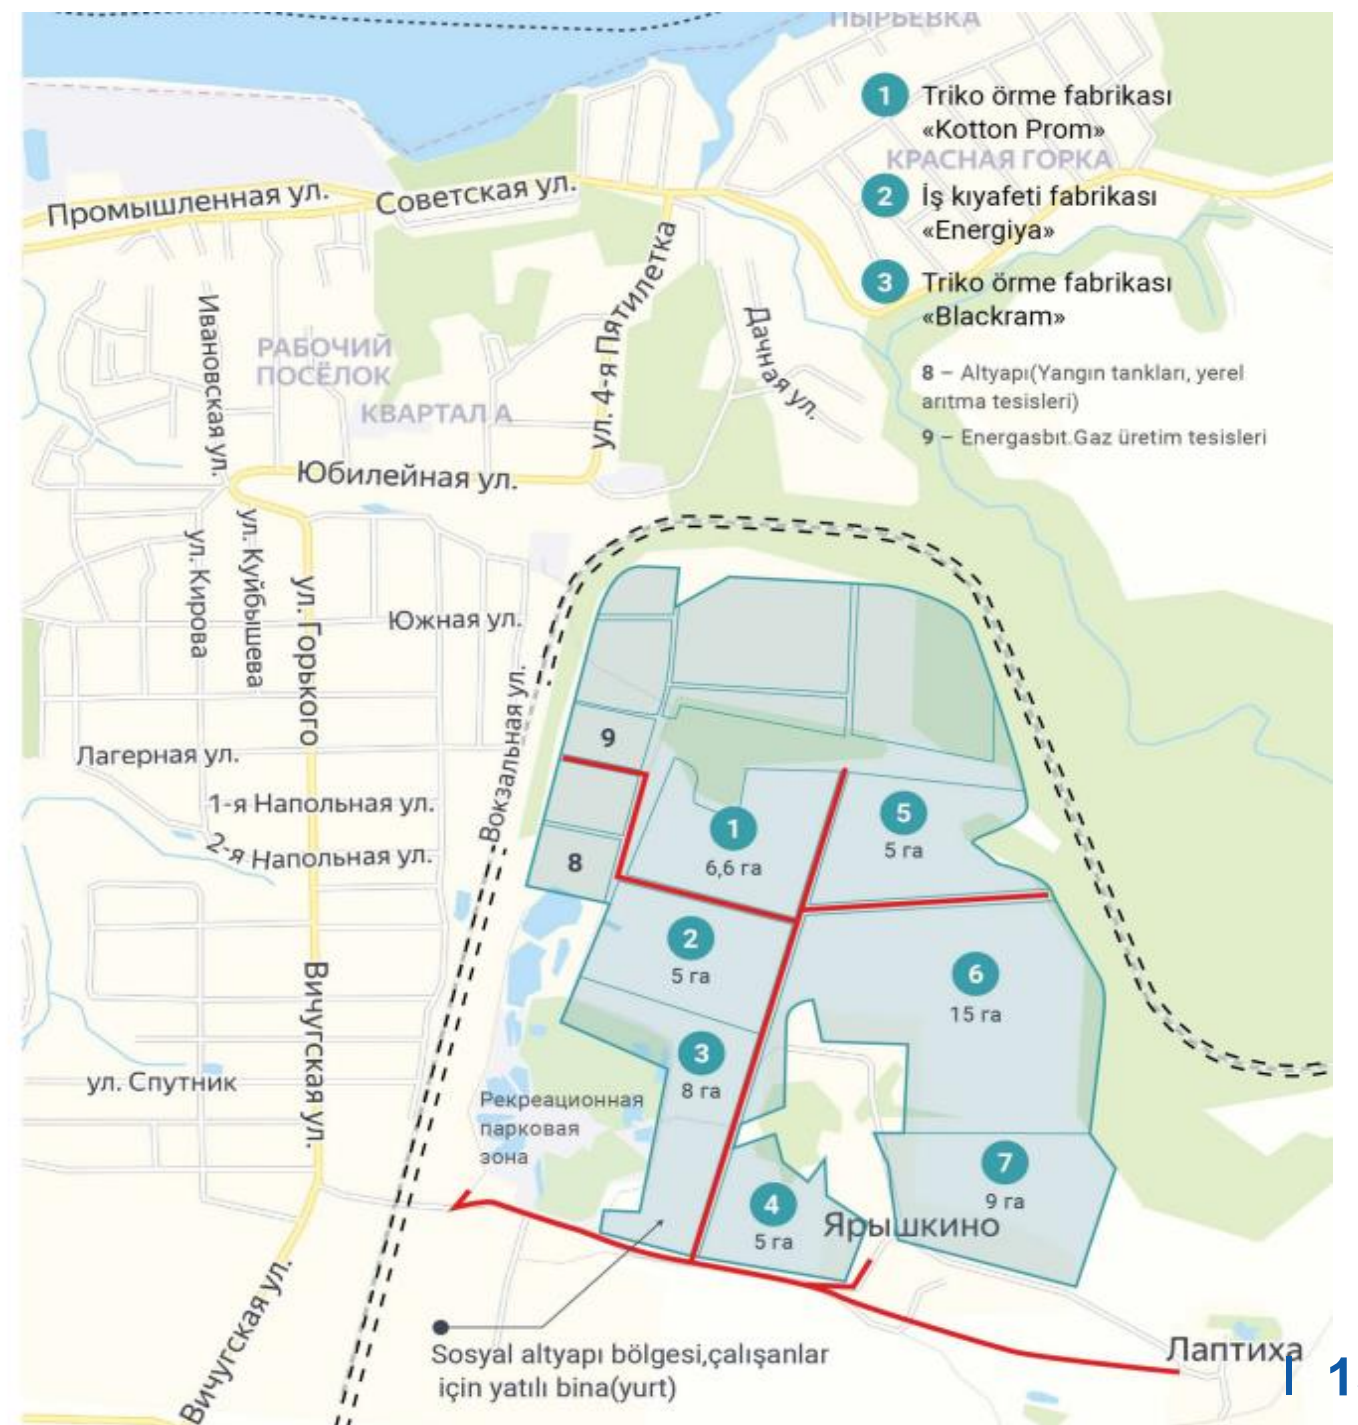 ПЫРЬЕВКА
1 Triko örme fabrikası
«Kotton Prom»
КРАСНАЯ ГОРКА
2 İş kıyafeti fabrikası
«Energiya»
3 Triko örme fabrikası
«Blackram»
8 – Altyapı(Yangın tankları, yerel
arıtma tesisleri)
9 – Energasbıt.Gaz üretim tesisleri
Промышленная ул.
Советская ул.
ул. 4-я Пятилетка
Дачная ул.
Ивановская ул.
РАБОЧИЙ
ПОСЁЛОК
КВАРТАЛ А
Юбилейная ул.
ул. Кирова
ул. Куйбышева
ул. Горького
Южная ул.
Вокзальная ул.
Лагерная ул.
1-я Напольная ул.
2-я Напольная ул.
9
8
1
6,6 га
5
5 га
2
5 га
6
15 га
3
8 га
Вичугская ул.
ул. Спутник
Рекреационная
парковая
зона
7
9 га
4
5 га
Ярышкино
Вичугская ул.
Sosyal altyapı bölgesi,çalışanlar
için yatılı bina(yurt)
Лаптиха
| 1